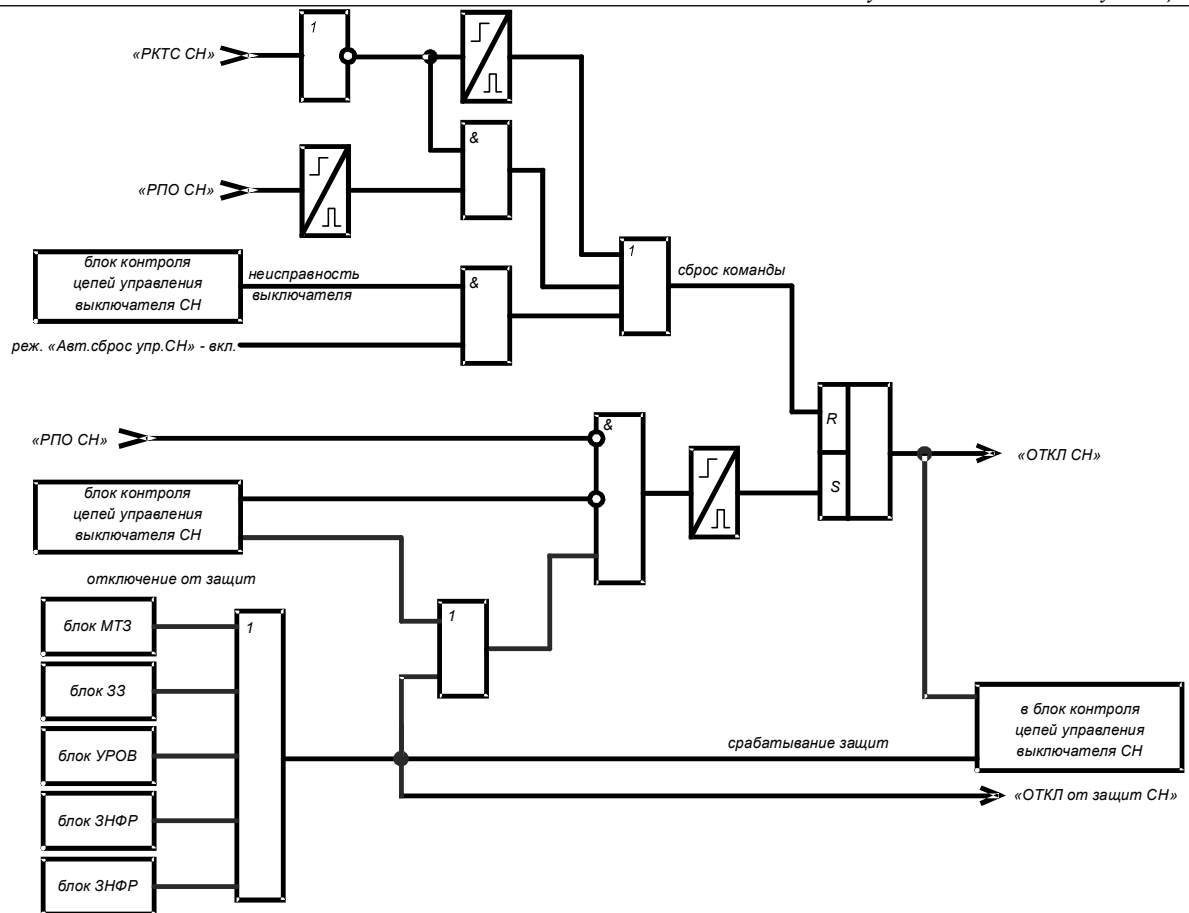 1
«РКТС СН»
&
«РПО СН»
блок контроля
цепей управления
выключателя СН
неисправность
выключателя
&
1
сброс команды
реж. «Авт.сброс упр.СН» - вкл.
&
R
S
«РПО СН»
«ОТКЛ СН»
блок контроля
цепей управления
выключателя СН
отключение от защит
блок МТЗ
1
1
блок ЗЗ
блок УРОВ
срабатывание защит
в блок контроля
цепей управления
выключателя СН
«ОТКЛ от защит СН»
блок ЗНФР
блок ЗНФР